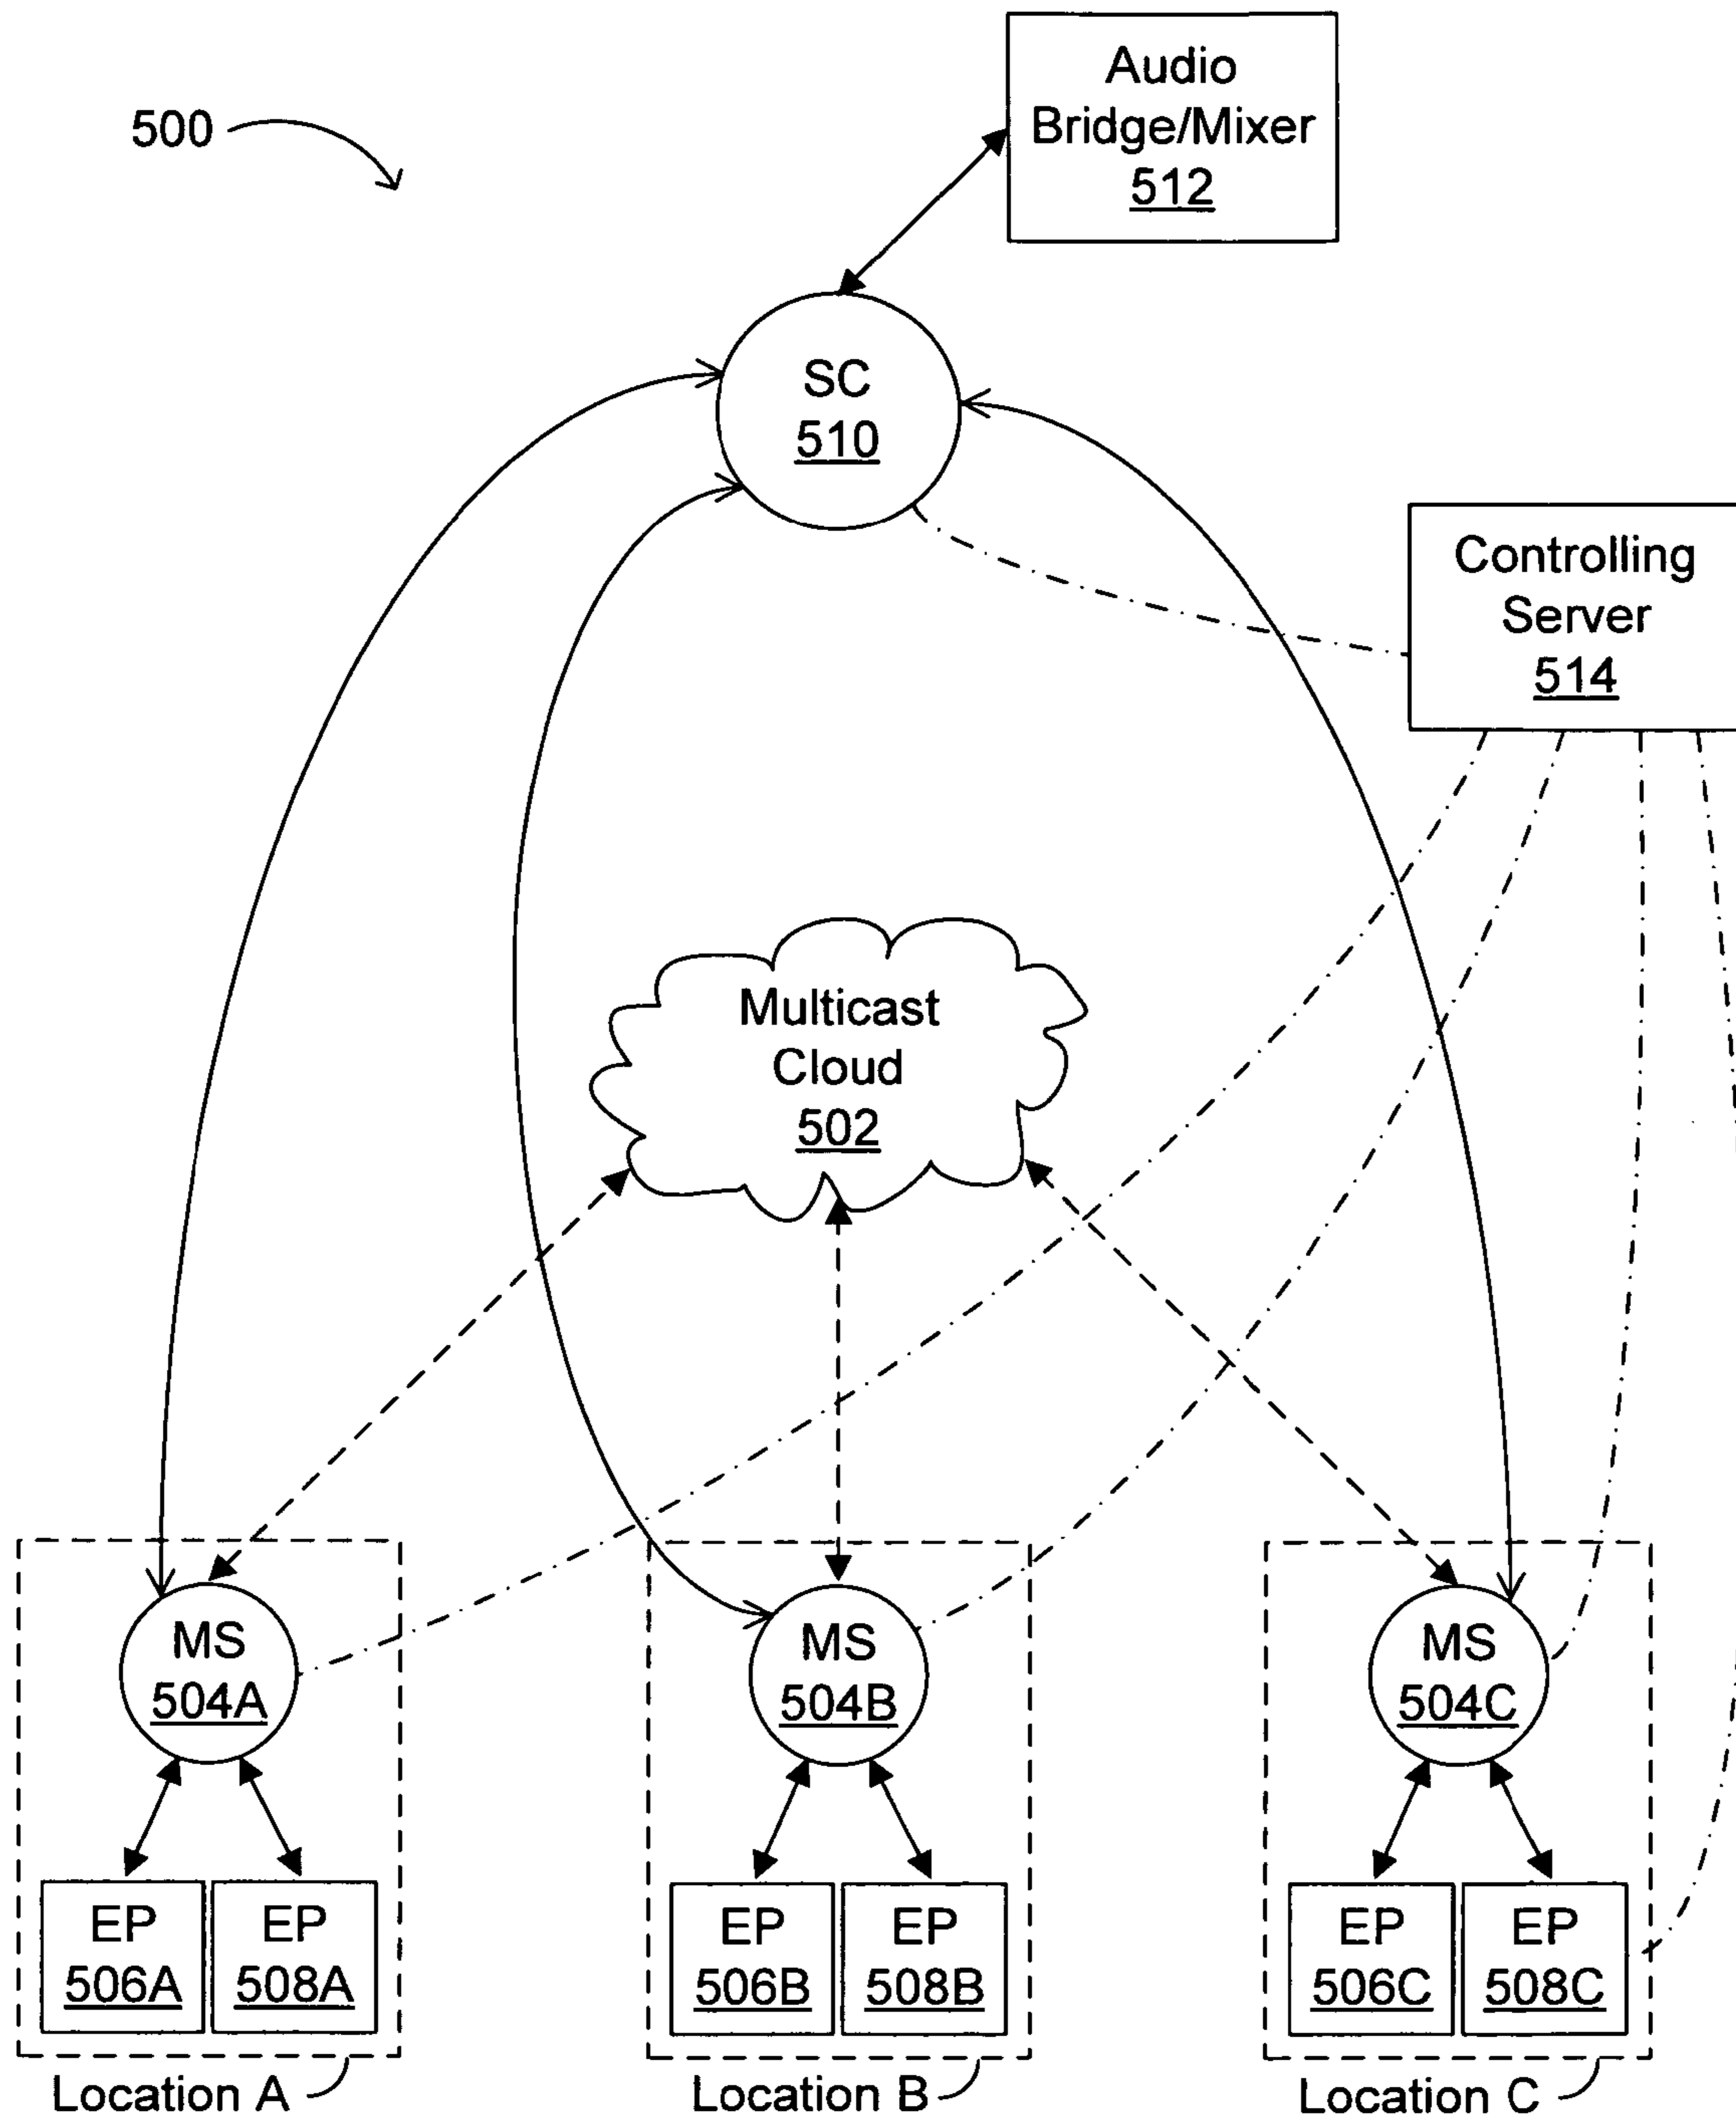 Audio
Bridge/Mixer
512
500
SC
510
Controlling
Server
514
Multicast
Cloud
502
MS
504A
MS
504B
MS
504C
EP
506A
EP
508A
EP
506B
EP
508B
EP
506C
EP
508C
Location A
Location B
Location C